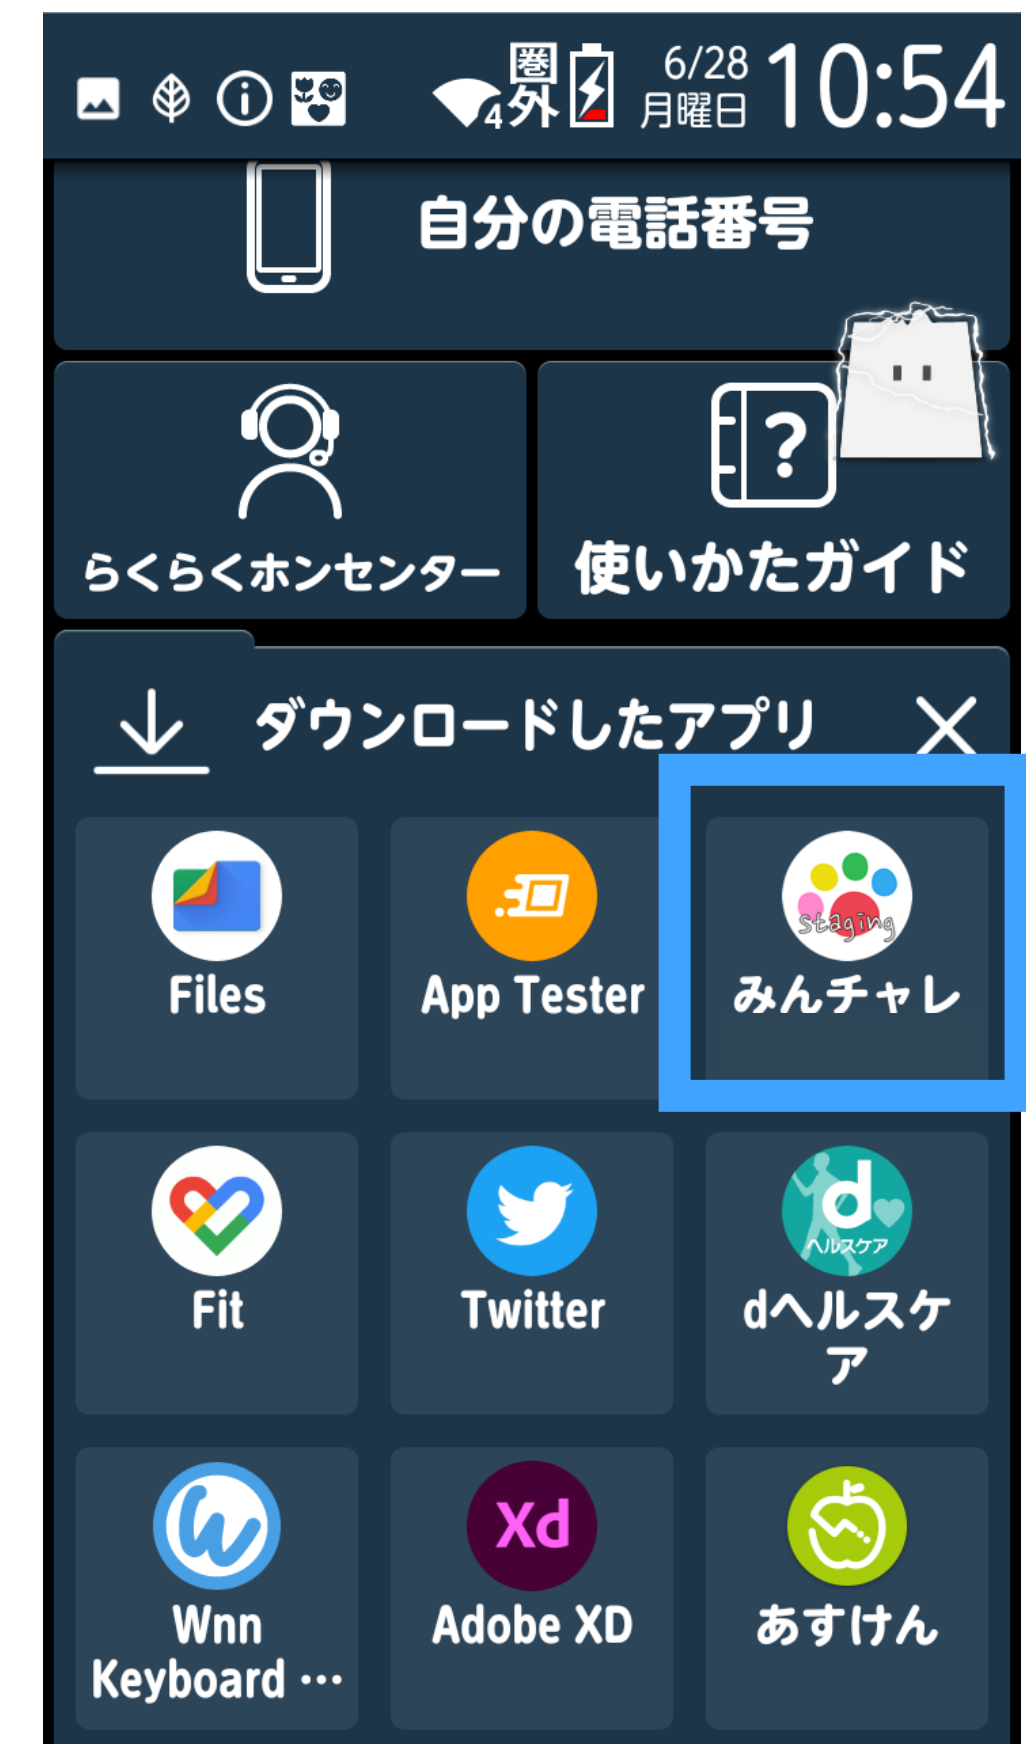 4 圏外 6/28 月曜日 10:54
自分の電話番号
?
らくらくホンセンター
使いかたガイド
ダウンロードしたアプリ
staging
Files
App Tester
みんチャレ
d
ヘルスケア
Fit
Twitter
dヘルスケ
ア
Xd
Wnn
Keyboard …
Adobe XD
あすけん